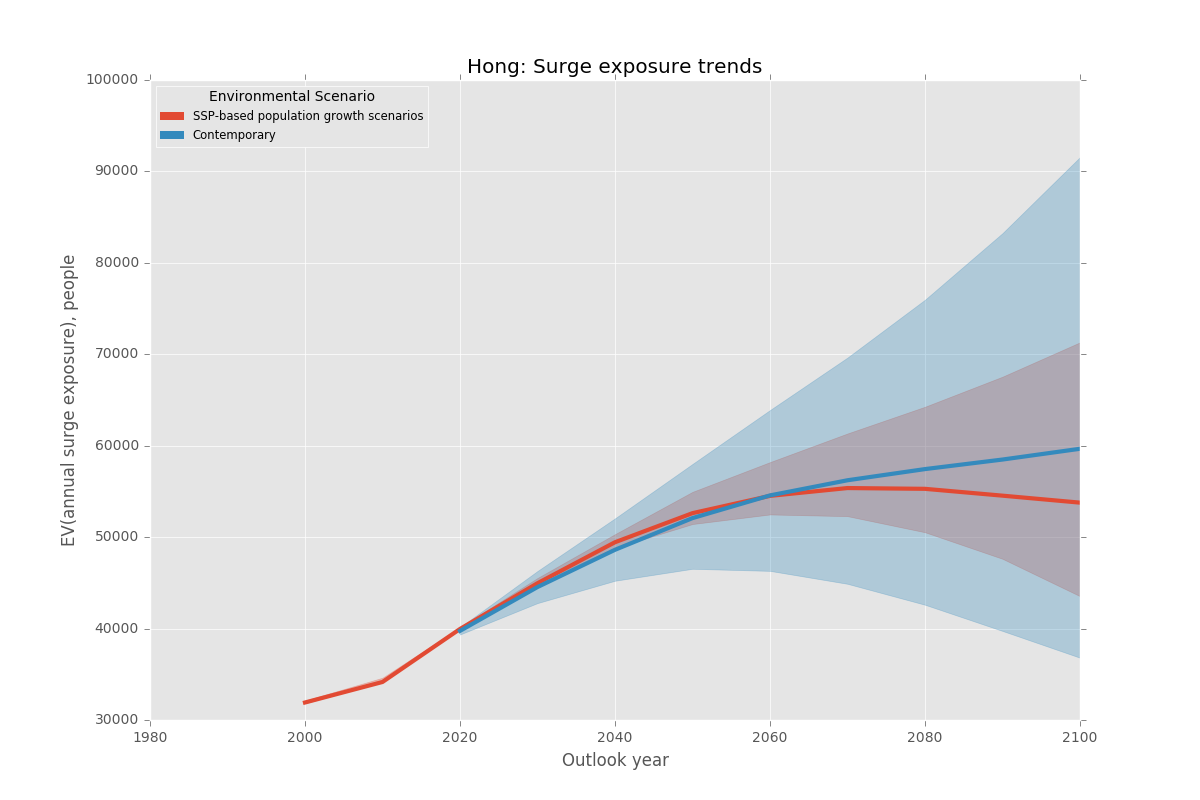 Hong: Surge exposure trends
Environmental Scenario
SSP-based population growth scenarios
Contemporary
EV(annual surge exposure), people
100000
90000
80000
70000
60000
50000
40000
30000
1980
2000
2020
2040
2060
2080
2100
Outlook year